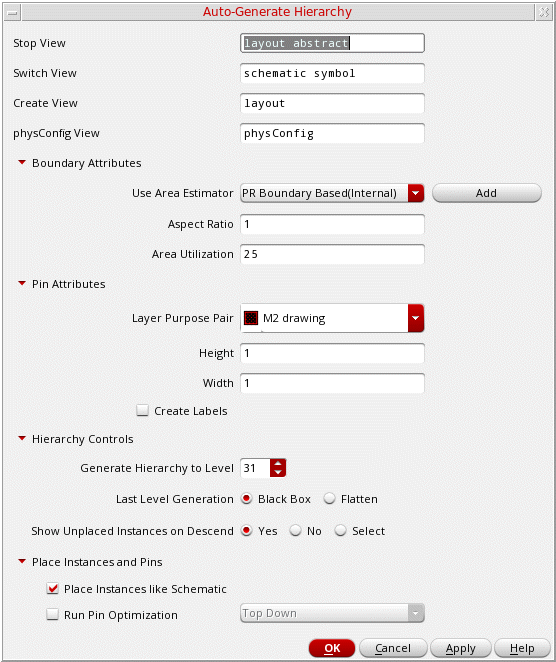 Auto-Generate Hierarchy
Stop View layout abstract
Switch View schematic symbol
Create View layout
physConfig View physConfig
Boundary Attributes
Use Area Estimator PR Boundary Based(Internal) Add
Aspect Ratio 1
Area Utilization 25
Pin Attributes
Layer Purpose Pair M2 drawing
Height 1
Width 1
Create Labels
Hierarchy Controls
Generate Hierarchy to Level 31
Last Level Generation Black Box Flatten
Show Unplaced Instances on Descend Yes No Select
Place Instances and Pins
Place Instances like Schematic
Run Pin Optimization Top Down
OK Cancel Apply Help